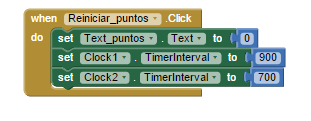 when Reiniciar_puntos .Click
do set Text_puntos . Text to 0
set Clock1 . TimerInterval to 900
set Clock2 . TimerInterval to 700